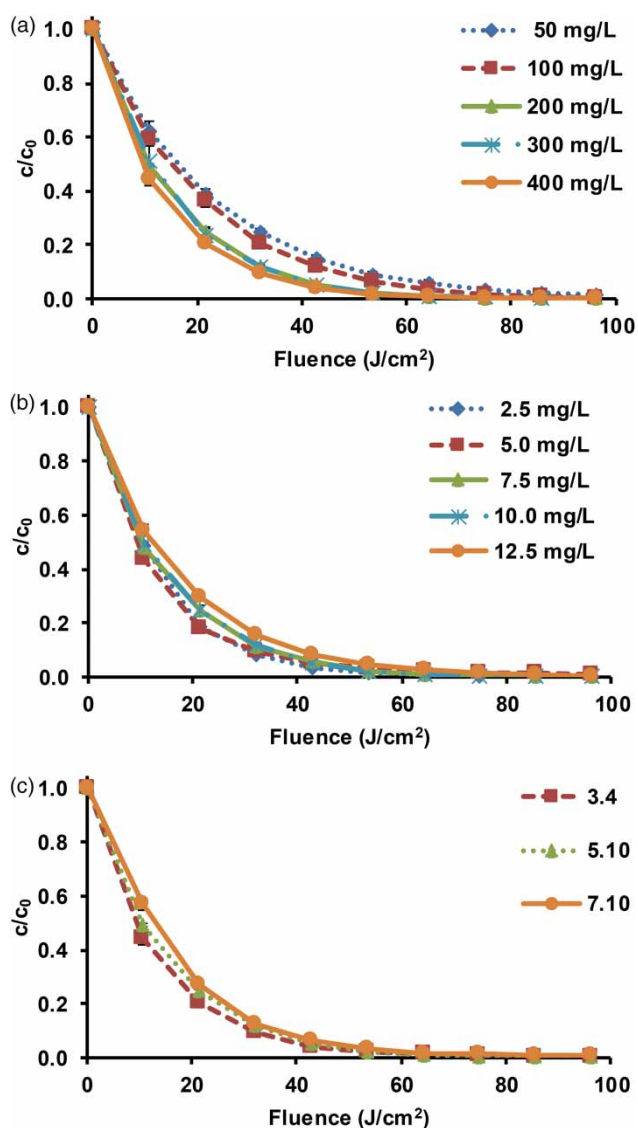 (a)
1.0
0.8
0.6
0.4
0.2
0.0
c/c₀
0 20 40 60 80 100
Fluence (J/cm²)
50 mg/L
100 mg/L
200 mg/L
300 mg/L
400 mg/L
(b)
1.0
0.8
0.6
0.4
0.2
0.0
c/c₀
0 20 40 60 80 100
Fluence (J/cm²)
2.5 mg/L
5.0 mg/L
7.5 mg/L
10.0 mg/L
12.5 mg/L
(c)
1.0
0.8
0.6
0.4
0.2
0.0
c/c₀
0 20 40 60 80 100
Fluence (J/cm²)
3.4
5.10
7.10